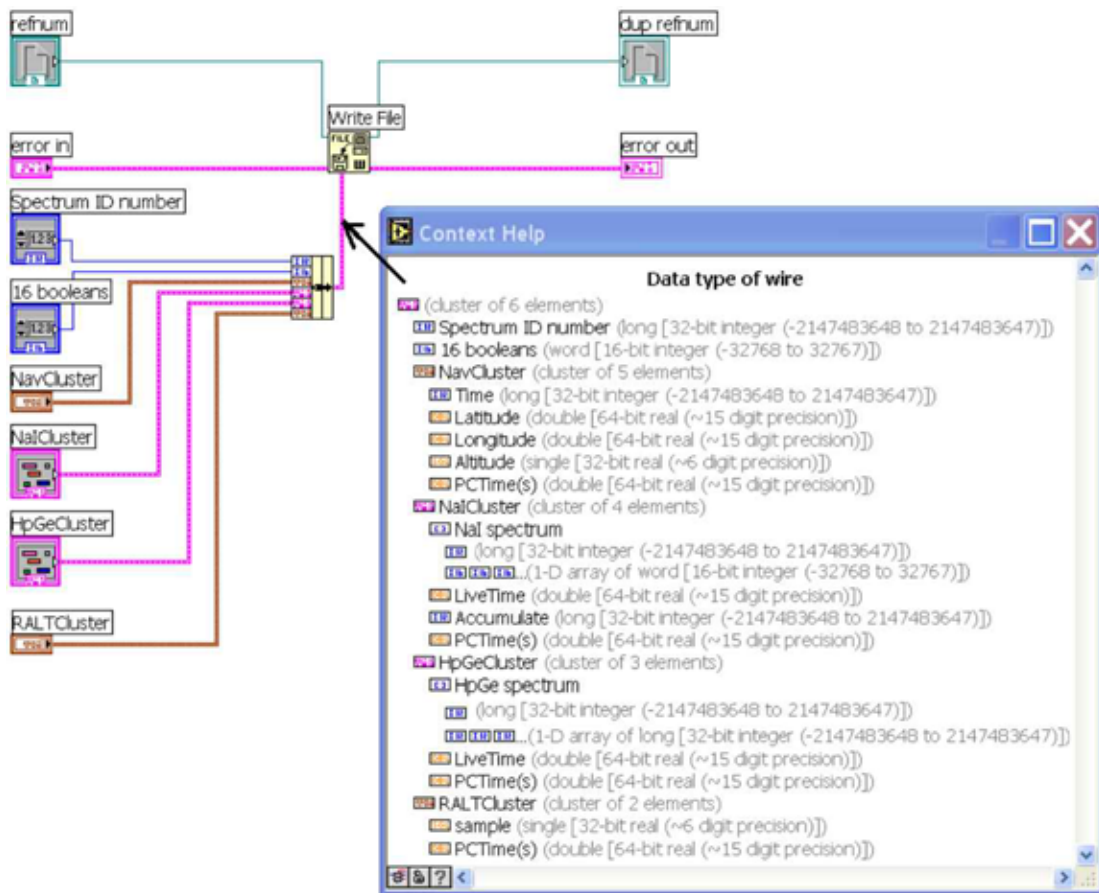 refnum
dup refnum
Write File
FILE
error in
error out
Spectrum ID number
1.23
16 booleans
1.23
NavCluster
NaICluster
HpGeCluster
RALTCluster
Context Help
Data type of wire
(cluster of 6 elements)
Spectrum ID number (long [32-bit integer (-2147483648 to 2147483647)])
16 booleans (word [16-bit integer (-32768 to 32767)])
NavCluster (cluster of 5 elements)
Time (long [32-bit integer (-2147483648 to 2147483647)])
Latitude (double [64-bit real (~15 digit precision)])
Longitude (double [64-bit real (~15 digit precision)])
Altitude (single [32-bit real (~6 digit precision)])
PCTime(s) (double [64-bit real (~15 digit precision)])
NaICluster (cluster of 4 elements)
NaI spectrum
(long [32-bit integer (-2147483648 to 2147483647)])
...(1-D array of word [16-bit integer (-32768 to 32767)])
LiveTime (double [64-bit real (~15 digit precision)])
Accumulate (long [32-bit integer (-2147483648 to 2147483647)])
PCTime(s) (double [64-bit real (~15 digit precision)])
HpGeCluster (cluster of 3 elements)
HpGe spectrum
(long [32-bit integer (-2147483648 to 2147483647)])
...(1-D array of long [32-bit integer (-2147483648 to 2147483647)])
LiveTime (double [64-bit real (~15 digit precision)])
PCTime(s) (double [64-bit real (~15 digit precision)])
RALTCluster (cluster of 2 elements)
sample (single [32-bit real (~6 digit precision)])
PCTime(s) (double [64-bit real (~15 digit precision)])
?